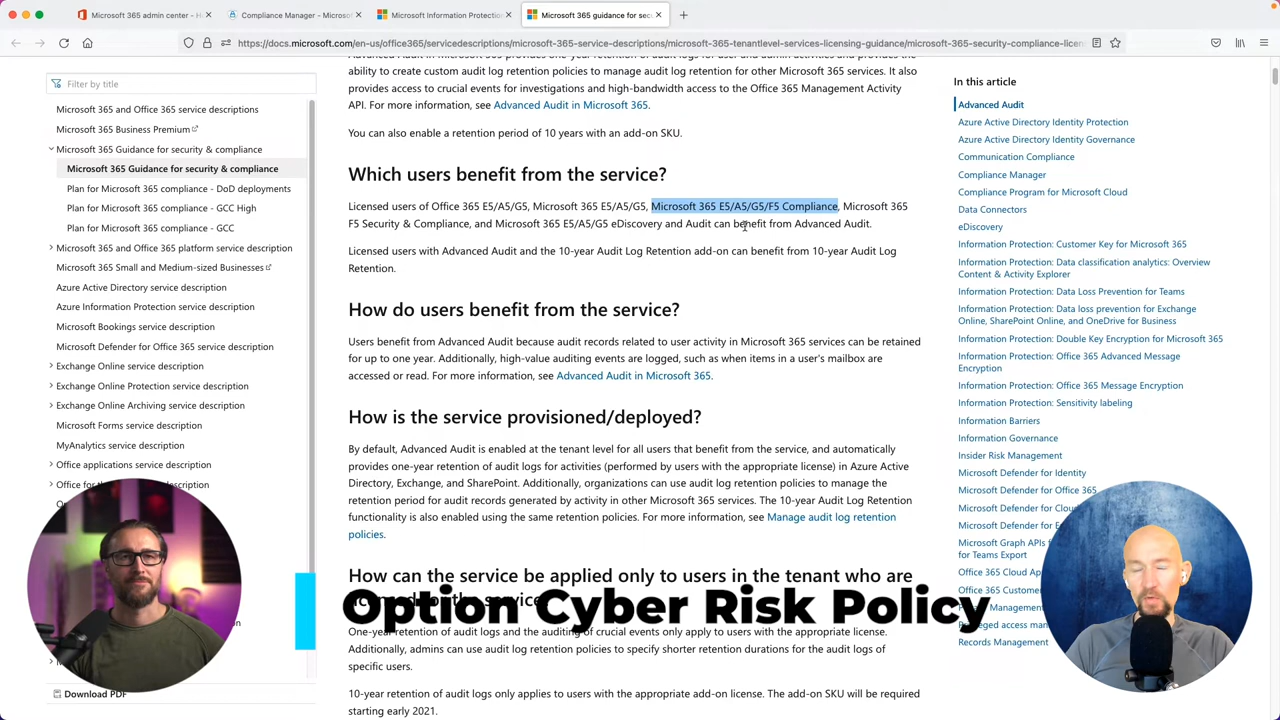 Microsoft 365 admin center - H
Compliance Manager - Microsoft
Microsoft Information Protection
Microsoft 365 guidance for sec
https://docs.microsoft.com/en-us/office365/servicedescriptions/microsoft-365-service-descriptions/microsoft-365-tenantlevel-services-licensing-guidance/microsoft-365-security-compliance-licen
Filter by title
Microsoft 365 and Office 365 service descriptions
Microsoft 365 Business Premium
Microsoft 365 Guidance for security & compliance
Microsoft 365 Guidance for security & compliance
Plan for Microsoft 365 compliance - DoD deployments
Plan for Microsoft 365 compliance - GCC High
Plan for Microsoft 365 compliance - GCC
Microsoft 365 and Office 365 platform service description
Microsoft 365 Small and Medium-sized Businesses
Azure Active Directory service description
Azure Information Protection service description
Microsoft Bookings service description
Microsoft Defender for Office 365 service description
Exchange Online service description
Exchange Online Protection service description
Exchange Online Archiving service description
Microsoft Forms service description
MyAnalytics service description
Office applications service description
Office for
service description
Download PDF
ability to create custom audit log retention policies to manage audit log retention for other Microsoft 365 services. It also
provides access to crucial events for investigations and high-bandwidth access to the Office 365 Management Activity
API. For more information, see Advanced Audit in Microsoft 365.
You can also enable a retention period of 10 years with an add-on SKU.
Which users benefit from the service?
Licensed users of Office 365 E5/A5/G5, Microsoft 365 E5/A5/G5, Microsoft 365 E5/A5/G5/F5 Compliance, Microsoft 365
F5 Security & Compliance, and Microsoft 365 E5/A5/G5 eDiscovery and Audit can benefit from Advanced Audit.
Licensed users with Advanced Audit and the 10-year Audit Log Retention add-on can benefit from 10-year Audit Log
Retention.
How do users benefit from the service?
Users benefit from Advanced Audit because audit records related to user activity in Microsoft 365 services can be retained
for up to one year. Additionally, high-value auditing events are logged, such as when items in a user's mailbox are
accessed or read. For more information, see Advanced Audit in Microsoft 365.
How is the service provisioned/deployed?
By default, Advanced Audit is enabled at the tenant level for all users that benefit from the service, and automatically
provides one-year retention of audit logs for activities (performed by users with the appropriate license) in Azure Active
Directory, Exchange, and SharePoint. Additionally, organizations can use audit log retention policies to manage the
retention period for audit records generated by activity in other Microsoft 365 services. The 10-year Audit Log Retention
functionality is also enabled using the same retention policies. For more information, see Manage audit log retention
policies.
How can the service be applied only to users in the tenant who are
Option Cyber Risk Policy
One-year retention of audit logs and the auditing of crucial events only apply to users with the appropriate license.
Additionally, admins can use audit log retention policies to specify shorter retention durations for the audit logs of
specific users.
10-year retention of audit logs only applies to users with the appropriate add-on license. The add-on SKU will be required
starting early 2021.
In this article
Advanced Audit
Azure Active Directory Identity Protection
Azure Active Directory Identity Governance
Communication Compliance
Compliance Manager
Compliance Program for Microsoft Cloud
Data Connectors
eDiscovery
Information Protection: Customer Key for Microsoft 365
Information Protection: Data classification analytics: Overview
Content & Activity Explorer
Information Protection: Data Loss Prevention for Teams
Information Protection: Data loss prevention for Exchange
Online, SharePoint Online, and OneDrive for Business
Information Protection: Double Key Encryption for Microsoft 365
Information Protection: Office 365 Advanced Message
Encryption
Information Protection: Office 365 Message Encryption
Information Protection: Sensitivity labeling
Information Barriers
Information Governance
Insider Risk Management
Microsoft Defender for Identity
Microsoft Defender for Office 365
Microsoft Defender for Cloud
Microsoft Defender for
Microsoft Graph APIs
for Teams Export
Office 365 Cloud
Office 365
Management
access
Records Management